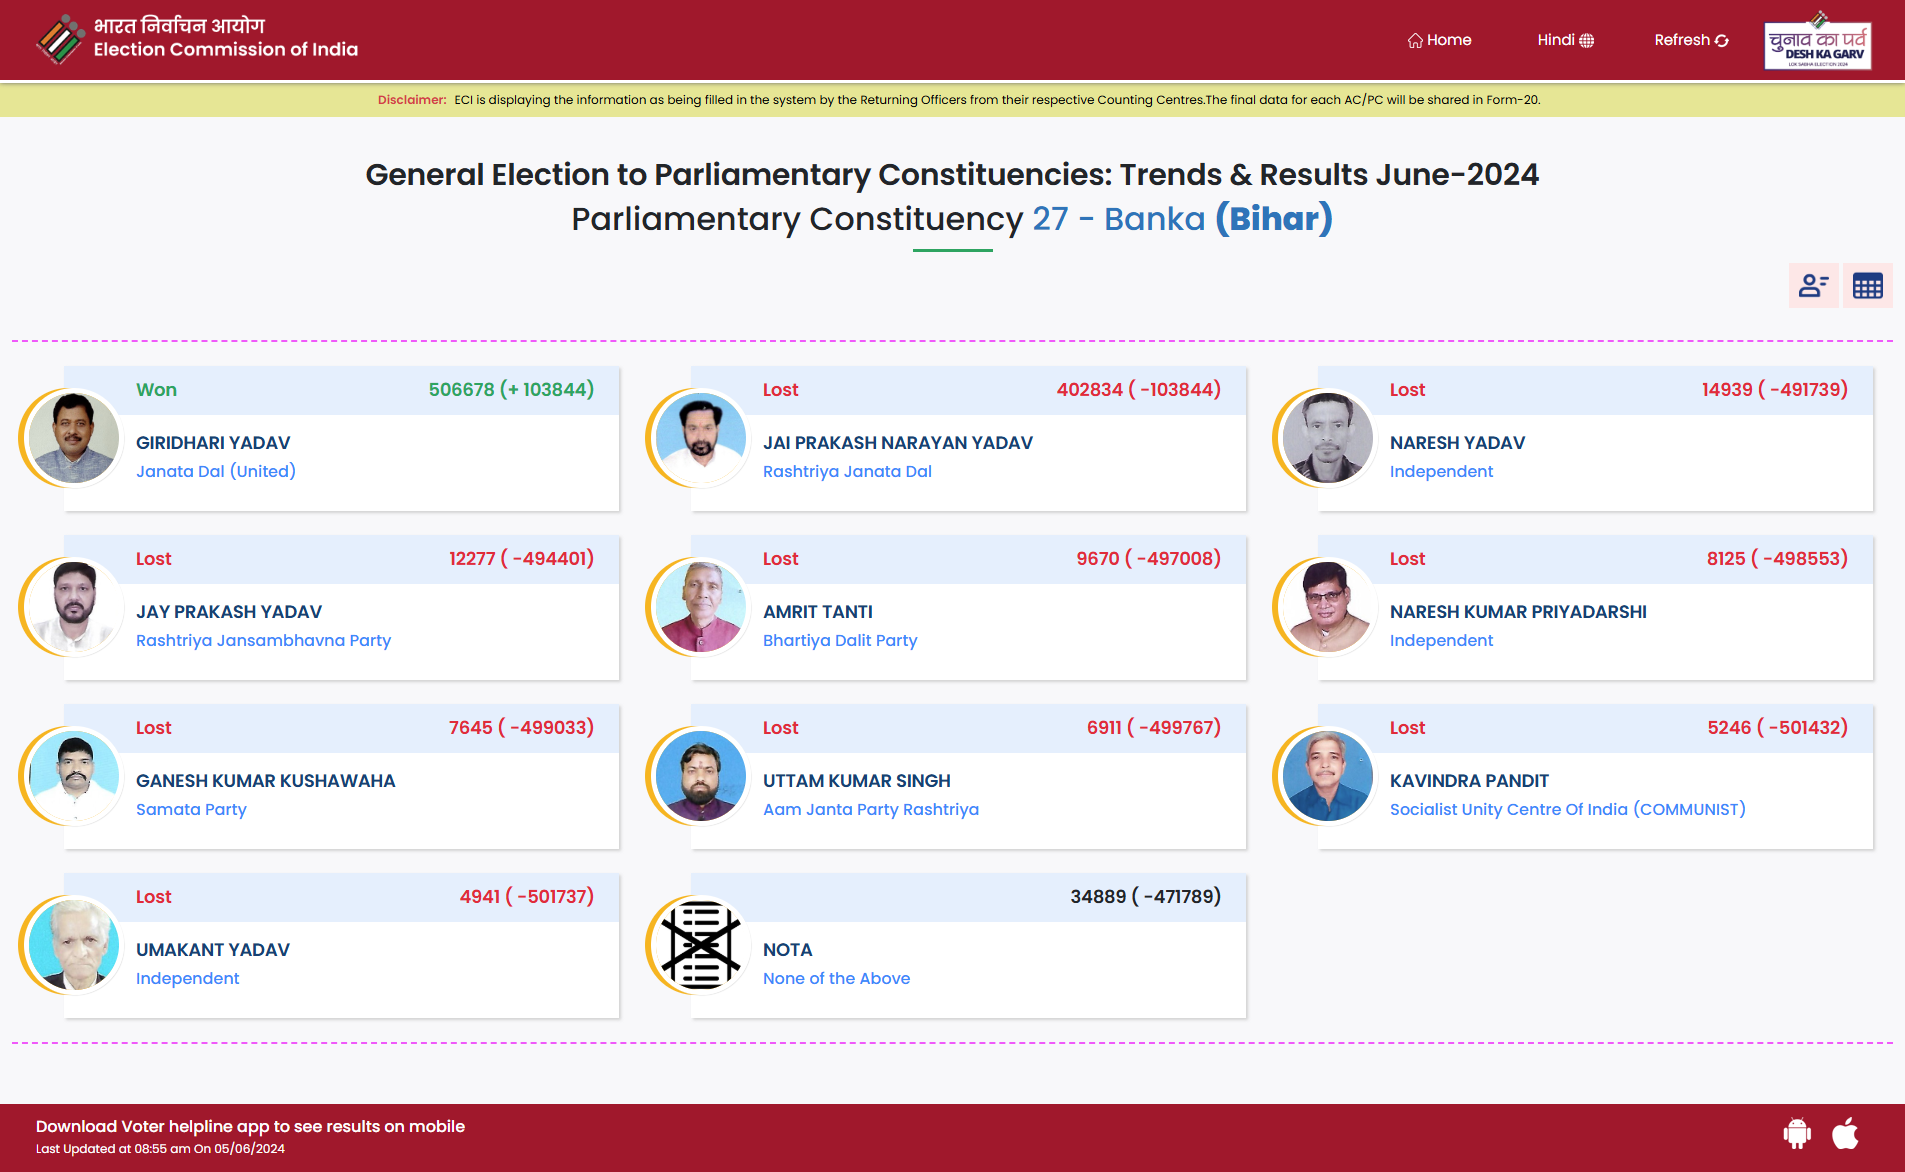 भारत निर्वाचन आयोग
Election Commission of India
Home
Hindi
Refresh
चुनाव का पर्व
DESH KA GARV
LOK SABHA ELECTION 2024
Disclaimer: ECI is displaying the information as being filled in the system by the Returning Officers from their respective Counting Centres.The final data for each AC/PC will be shared in Form-20.
General Election to Parliamentary Constituencies: Trends & Results June-2024
Parliamentary Constituency 27 - Banka (Bihar)
Won 506678 (+ 103844)
GIRIDHARI YADAV
Janata Dal (United)
Lost 402834 ( -103844)
JAI PRAKASH NARAYAN YADAV
Rashtriya Janata Dal
Lost 14939 ( -491739)
NARESH YADAV
Independent
Lost 12277 ( -494401)
JAY PRAKASH YADAV
Rashtriya Jansambhavna Party
Lost 9670 ( -497008)
AMRIT TANTI
Bhartiya Dalit Party
Lost 8125 ( -498553)
NARESH KUMAR PRIYADARSHI
Independent
Lost 7645 ( -499033)
GANESH KUMAR KUSHAWAHA
Samata Party
Lost 6911 ( -499767)
UTTAM KUMAR SINGH
Aam Janta Party Rashtriya
Lost 5246 ( -501432)
KAVINDRA PANDIT
Socialist Unity Centre Of India (COMMUNIST)
Lost 4941 ( -501737)
UMAKANT YADAV
Independent
34889 ( -471789)
NOTA
None of the Above
Download Voter helpline app to see results on mobile
Last Updated at 08:55 am On 05/06/2024